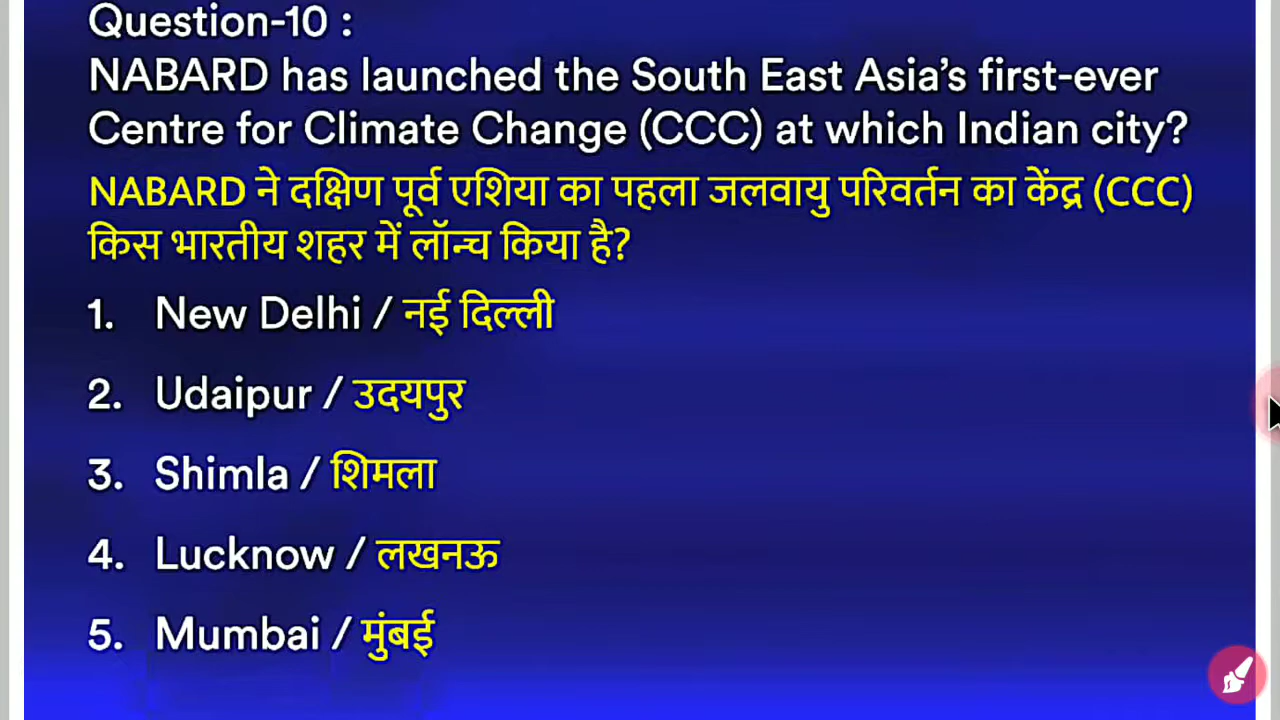 Question-10 :
NABARD has launched the South East Asia’s first-ever
Centre for Climate Change (CCC) at which Indian city?
NABARD ने दक्षिण पूर्व एशिया का पहला जलवायु परिवर्तन का केंद्र (CCC)
किस भारतीय शहर में लॉन्च किया है?
1. New Delhi / नई दिल्ली
2. Udaipur / उदयपुर
3. Shimla / शिमला
4. Lucknow / लखनऊ
5. Mumbai / मुंबई